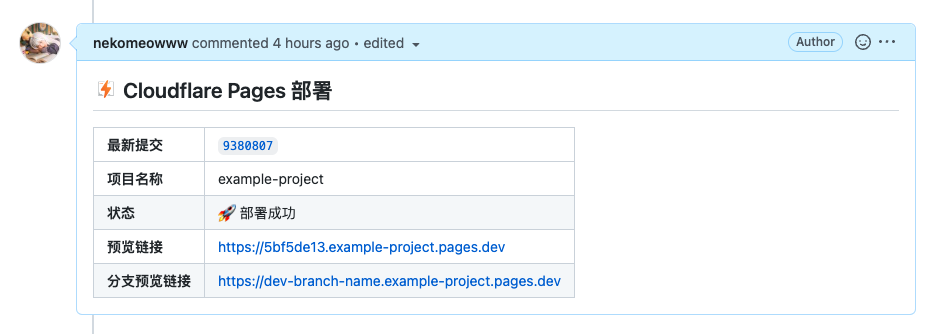 nekomeowww commented 4 hours ago • edited
Author
Cloudflare Pages 部署
最新提交 9380807
项目名称 example-project
状态 🚀 部署成功
预览链接 https://5bf5de13.example-project.pages.dev
分支预览链接 https://dev-branch-name.example-project.pages.dev